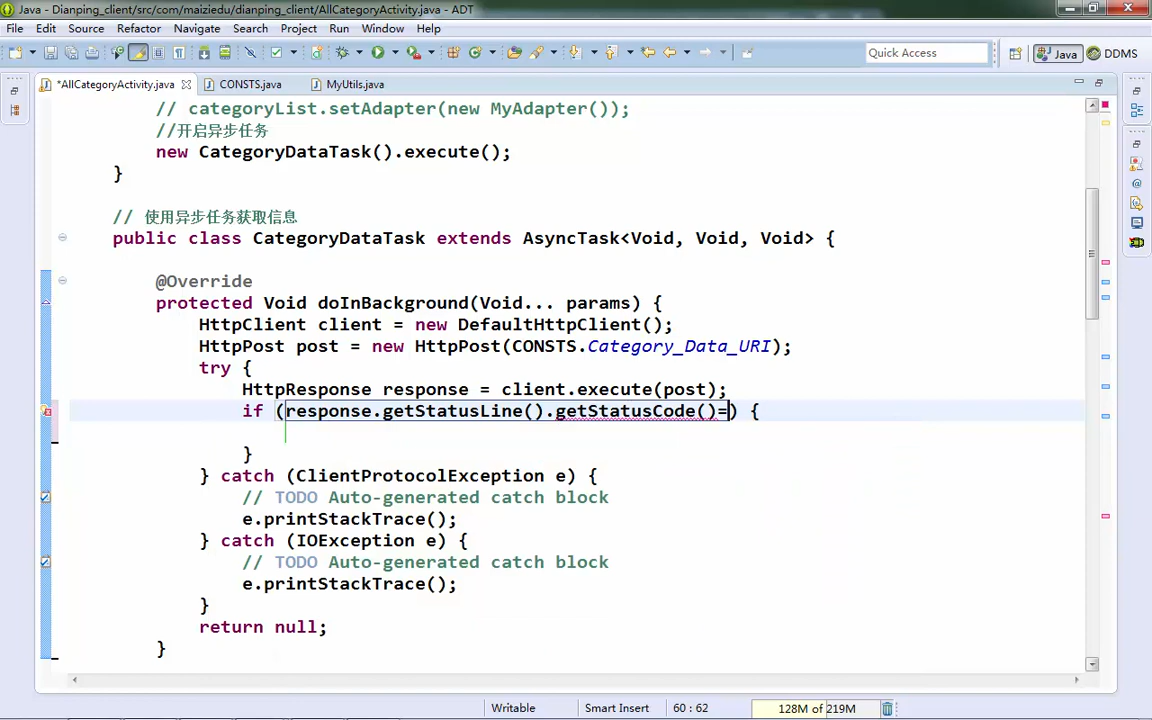 Java - Dianping_client/src/com/maiziedu/dianping_client/AllCategoryActivity.java - ADT
File Edit Source Refactor Navigate Search Project Run Window Help
Quick Access Java DDMS
*AllCategoryActivity.java CONSTS.java MyUtils.java
// categoryList.setAdapter(new MyAdapter());
//开启异步任务
new CategoryDataTask().execute();
}
// 使用异步任务获取信息
public class CategoryDataTask extends AsyncTask<Void, Void, Void> {
@Override
protected Void doInBackground(Void... params) {
HttpClient client = new DefaultHttpClient();
HttpPost post = new HttpPost(CONSTS.Category_Data_URI);
try {
HttpResponse response = client.execute(post);
if (response.getStatusLine().getStatusCode()=) {
}
} catch (ClientProtocolException e) {
// TODO Auto-generated catch block
e.printStackTrace();
} catch (IOException e) {
// TODO Auto-generated catch block
e.printStackTrace();
}
return null;
}
Writable Smart Insert 60 : 62 128M of 219M